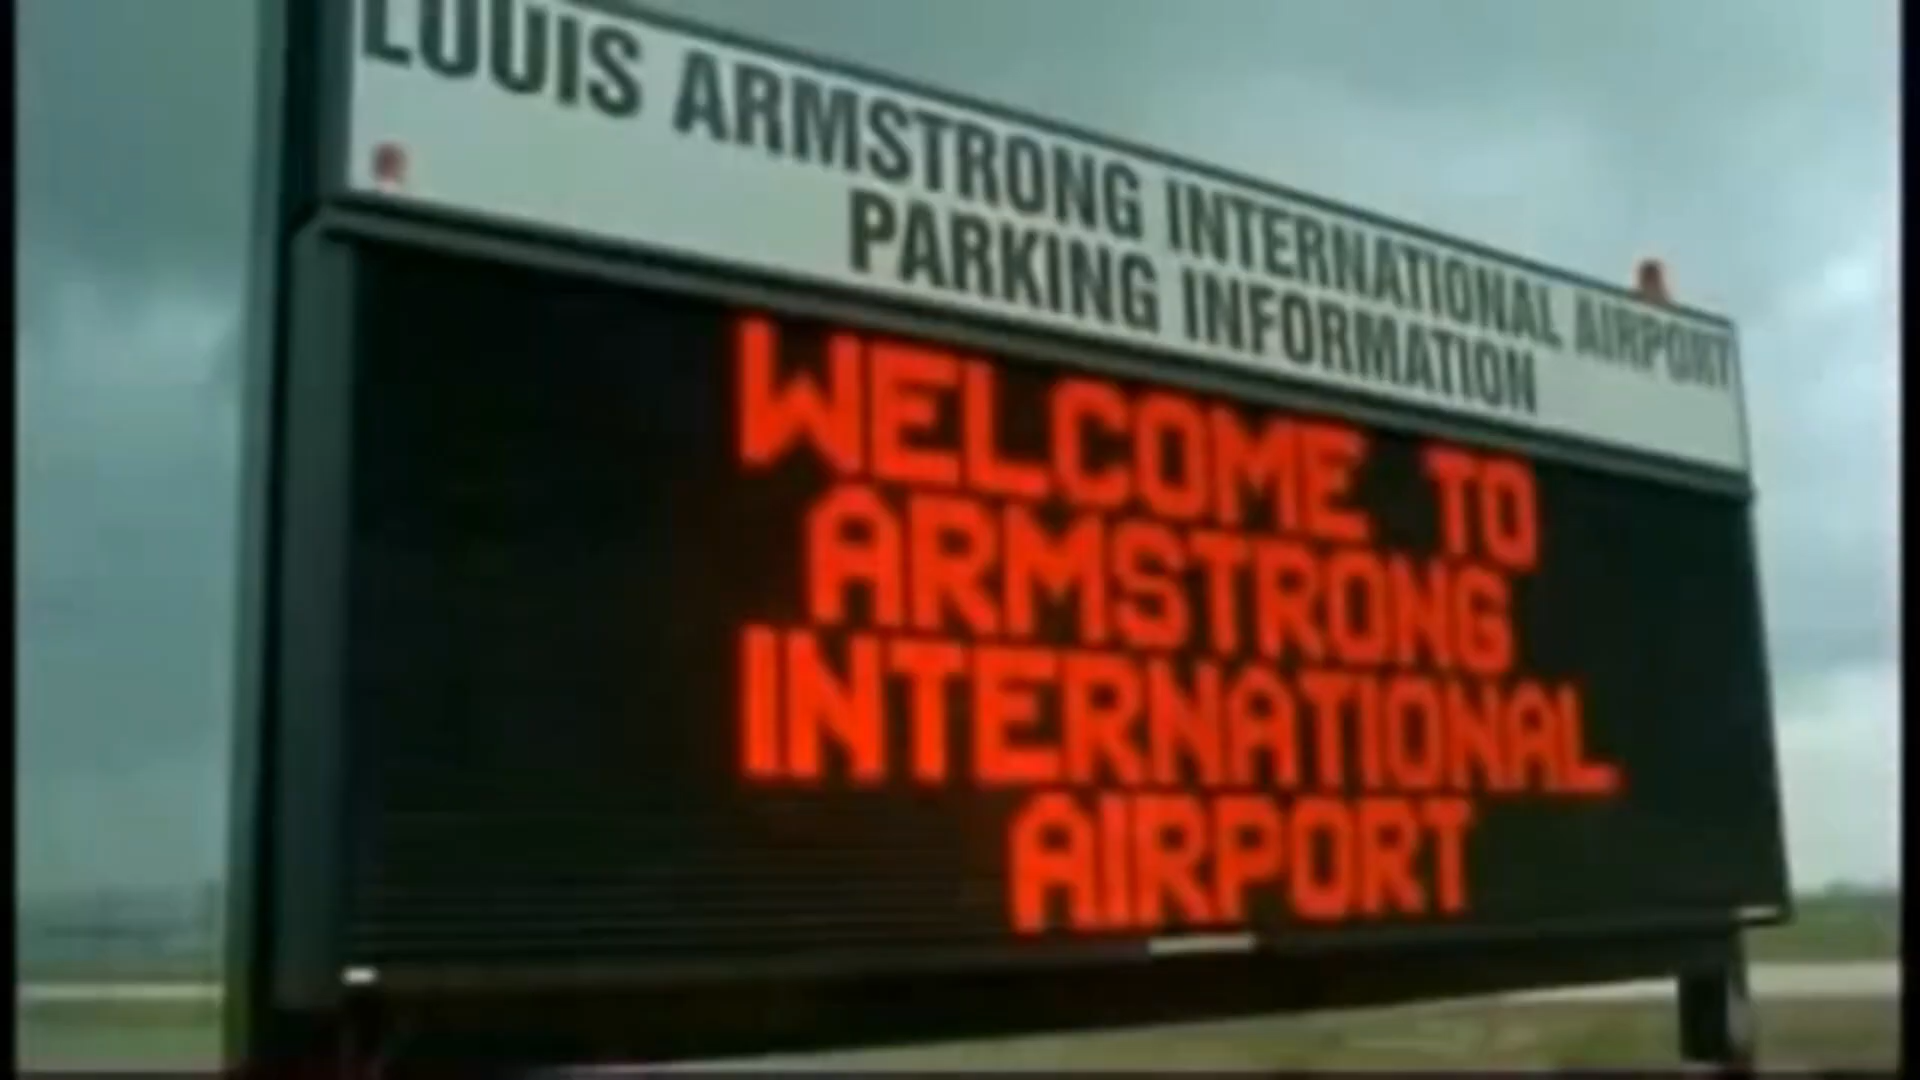 LOUIS ARMSTRONG INTERNATIONAL AIRPORT
PARKING INFORMATION
WELCOME TO
ARMSTRONG
INTERNATIONAL
AIRPORT